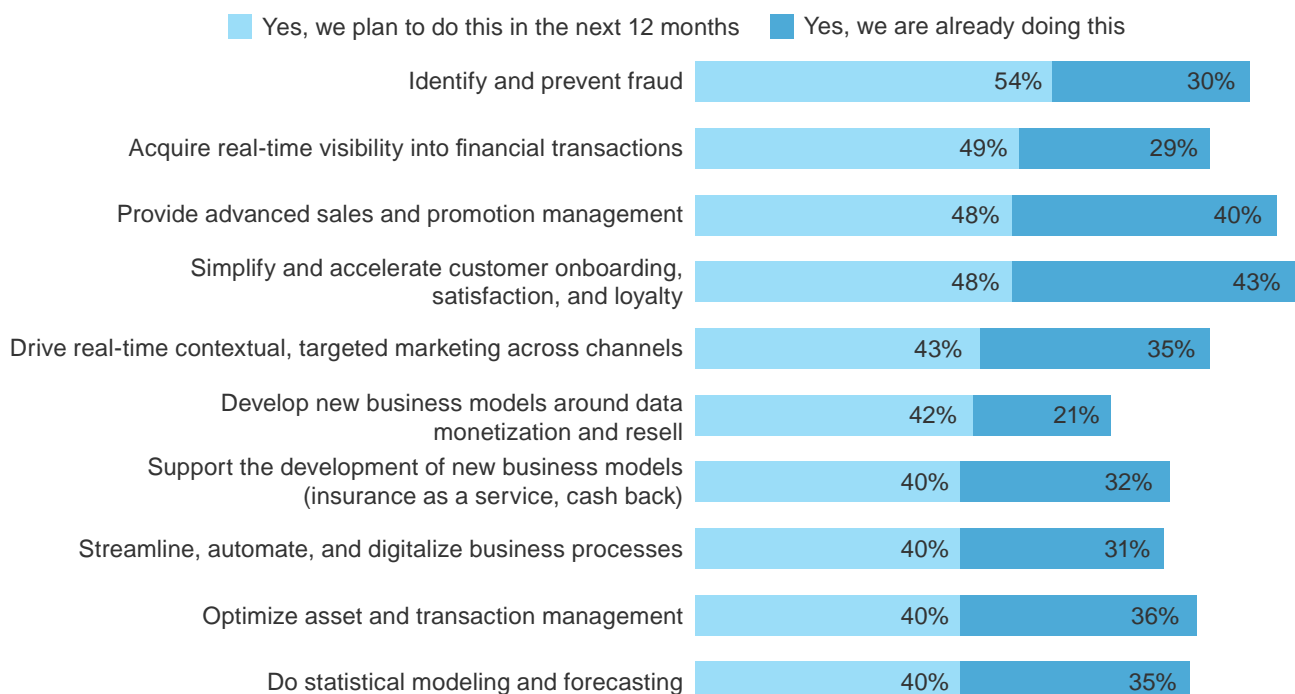 Yes, we plan to do this in the next 12 months Yes, we are already doing this
Identify and prevent fraud 54% 30%
Acquire real-time visibility into financial transactions 49% 29%
Provide advanced sales and promotion management 48% 40%
Simplify and accelerate customer onboarding,
satisfaction, and loyalty 48% 43%
Drive real-time contextual, targeted marketing across channels 43% 35%
Develop new business models around data
monetization and resell 42% 21%
Support the development of new business models
(insurance as a service, cash back) 40% 32%
Streamline, automate, and digitalize business processes 40% 31%
Optimize asset and transaction management 40% 36%
Do statistical modeling and forecasting 40% 35%